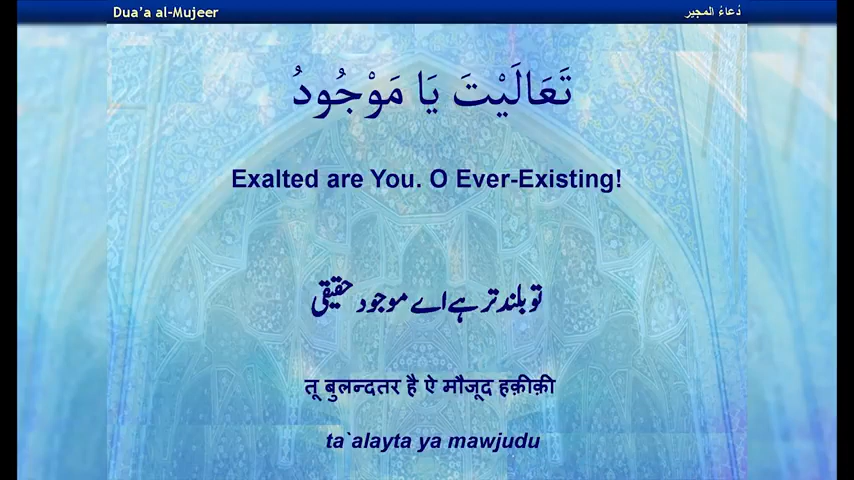 Dua'a al-Mujeer
دُعاءُ المجير
تَعَالَيْتَ يَا مَوْجُودُ
Exalted are You. O Ever-Existing!
تو بلند تر ہے اے موجود حقیقی
तू बुलन्दतर है ऐ मौजूद हक़ीक़ी
ta`alayta ya mawjudu